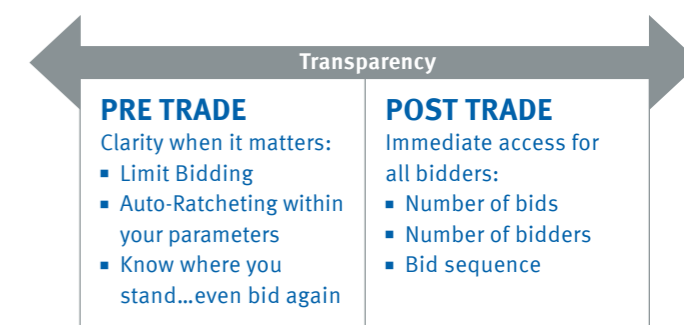 Transparency
PRE TRADE
Clarity when it matters:
▪ Limit Bidding
▪ Auto-Ratcheting within
your parameters
▪ Know where you
stand...even bid again
POST TRADE
Immediate access for
all bidders:
▪ Number of bids
▪ Number of bidders
▪ Bid sequence